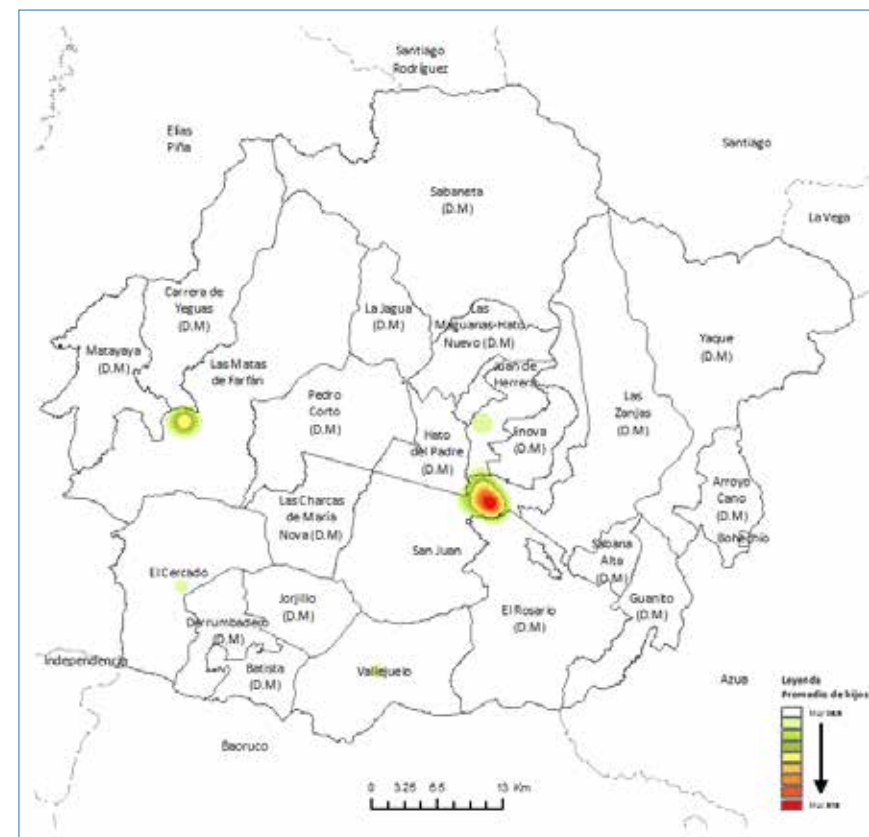 Santiago
Rodríguez
Elías
Piña
Santiago
La Vega
Sabaneta
(D.M)
Carrera de
Yeguas
(D.M)
La Jagua
(D.M)
Las
Maguanas-Hato
Nuevo (D.M)
Yaque
(D.M)
Matayaya
(D.M)
Las Matas
de Farfán
Juan de
Herrera
Pedro
Corto
(D.M)
Las
Zanjas
(D.M)
Hato
del Padre
(D.M)
Jinova
(D.M)
Arroyo
Cano
(D.M)
Bohechio
Las Charcas
de María
Nova (D.M)
San Juan
Sabana
Alta
(D.M)
El Cercado
Jorjillo
(D.M)
El Rosario
(D.M)
Guanito
(D.M)
Derrumbadero
(D.M)
Independencia
Batista
(D.M)
Vallejuelo
Azua
Baoruco
Leyenda
Promedio de hijos
0 3.25 6.5 13 Km